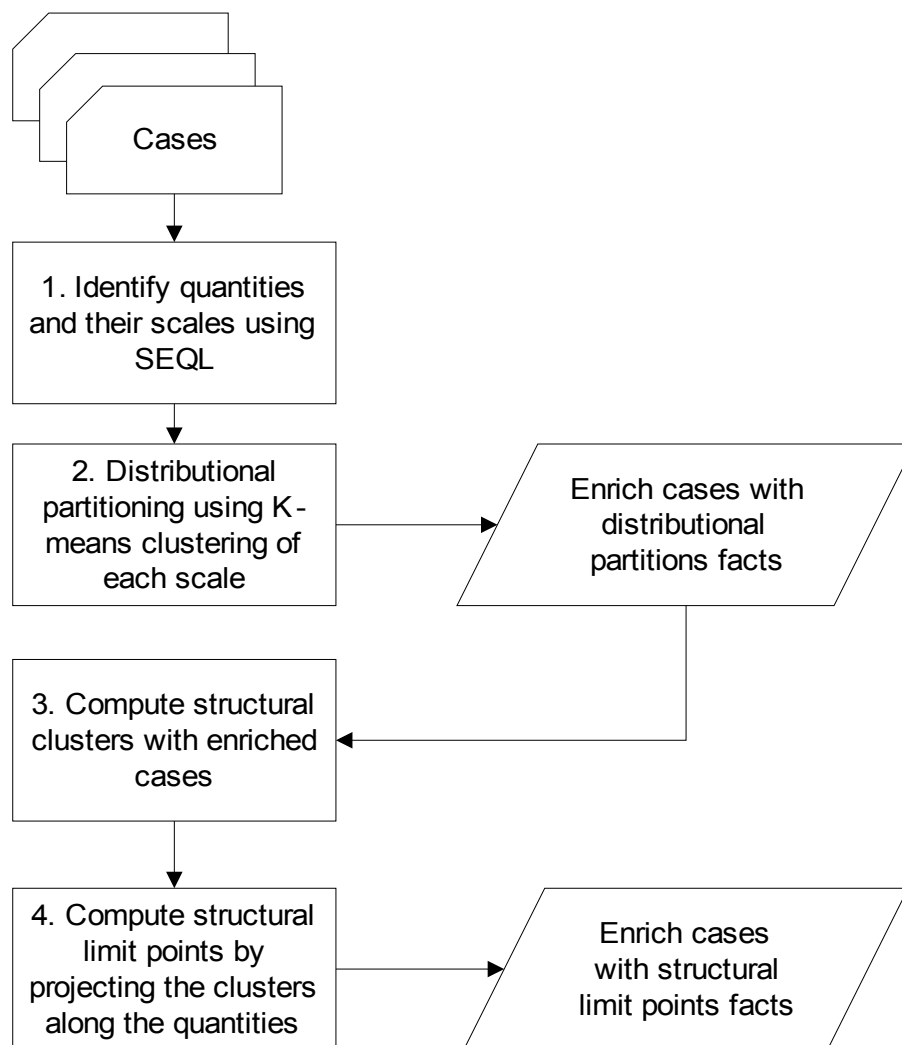 Cases
1. Identify quantities
and their scales using
SEQL
2. Distributional
partitioning using K-
means clustering of
each scale
Enrich cases with
distributional
partitions facts
3. Compute structural
clusters with enriched
cases
4. Compute structural
limit points by
projecting the clusters
along the quantities
Enrich cases
with structural
limit points facts